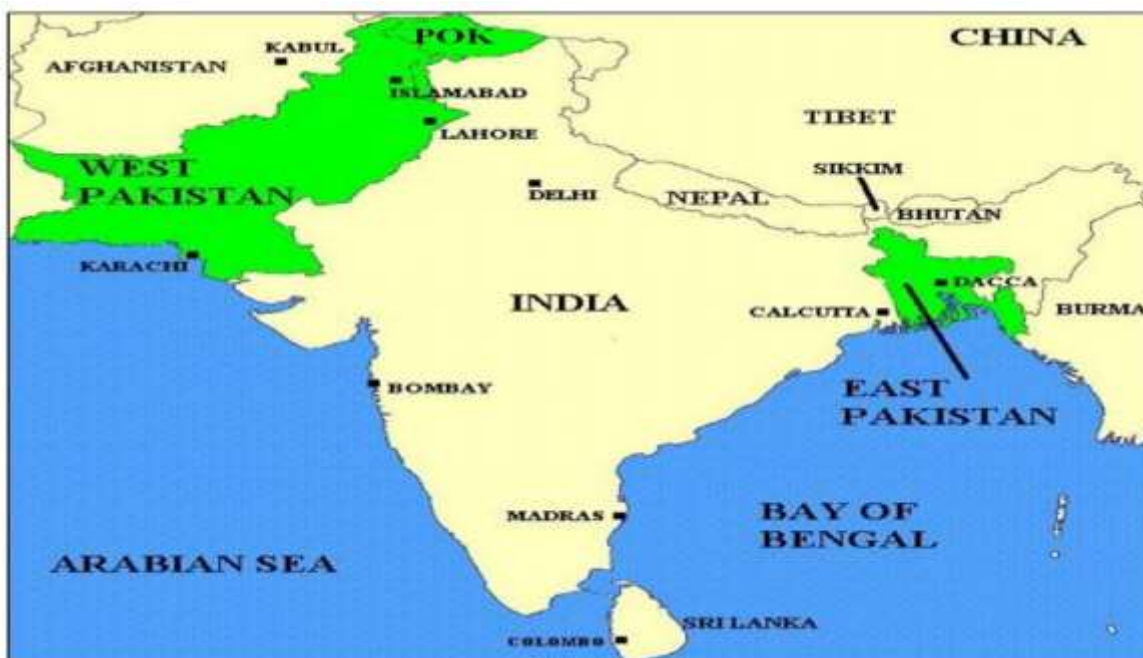 POK
CHINA
KABUL
AFGHANISTAN
ISLAMABAD
LAHORE
TIBET
WEST
PAKISTAN
SIKKIM
DELHI
NEPAL
BHUTAN
KARACHI
INDIA
DACCA
CALCUTTA
BURMA
BOMBAY
EAST
PAKISTAN
MADRAS
BAY OF
BENGAL
ARABIAN SEA
SRI LANKA
COLOMBO